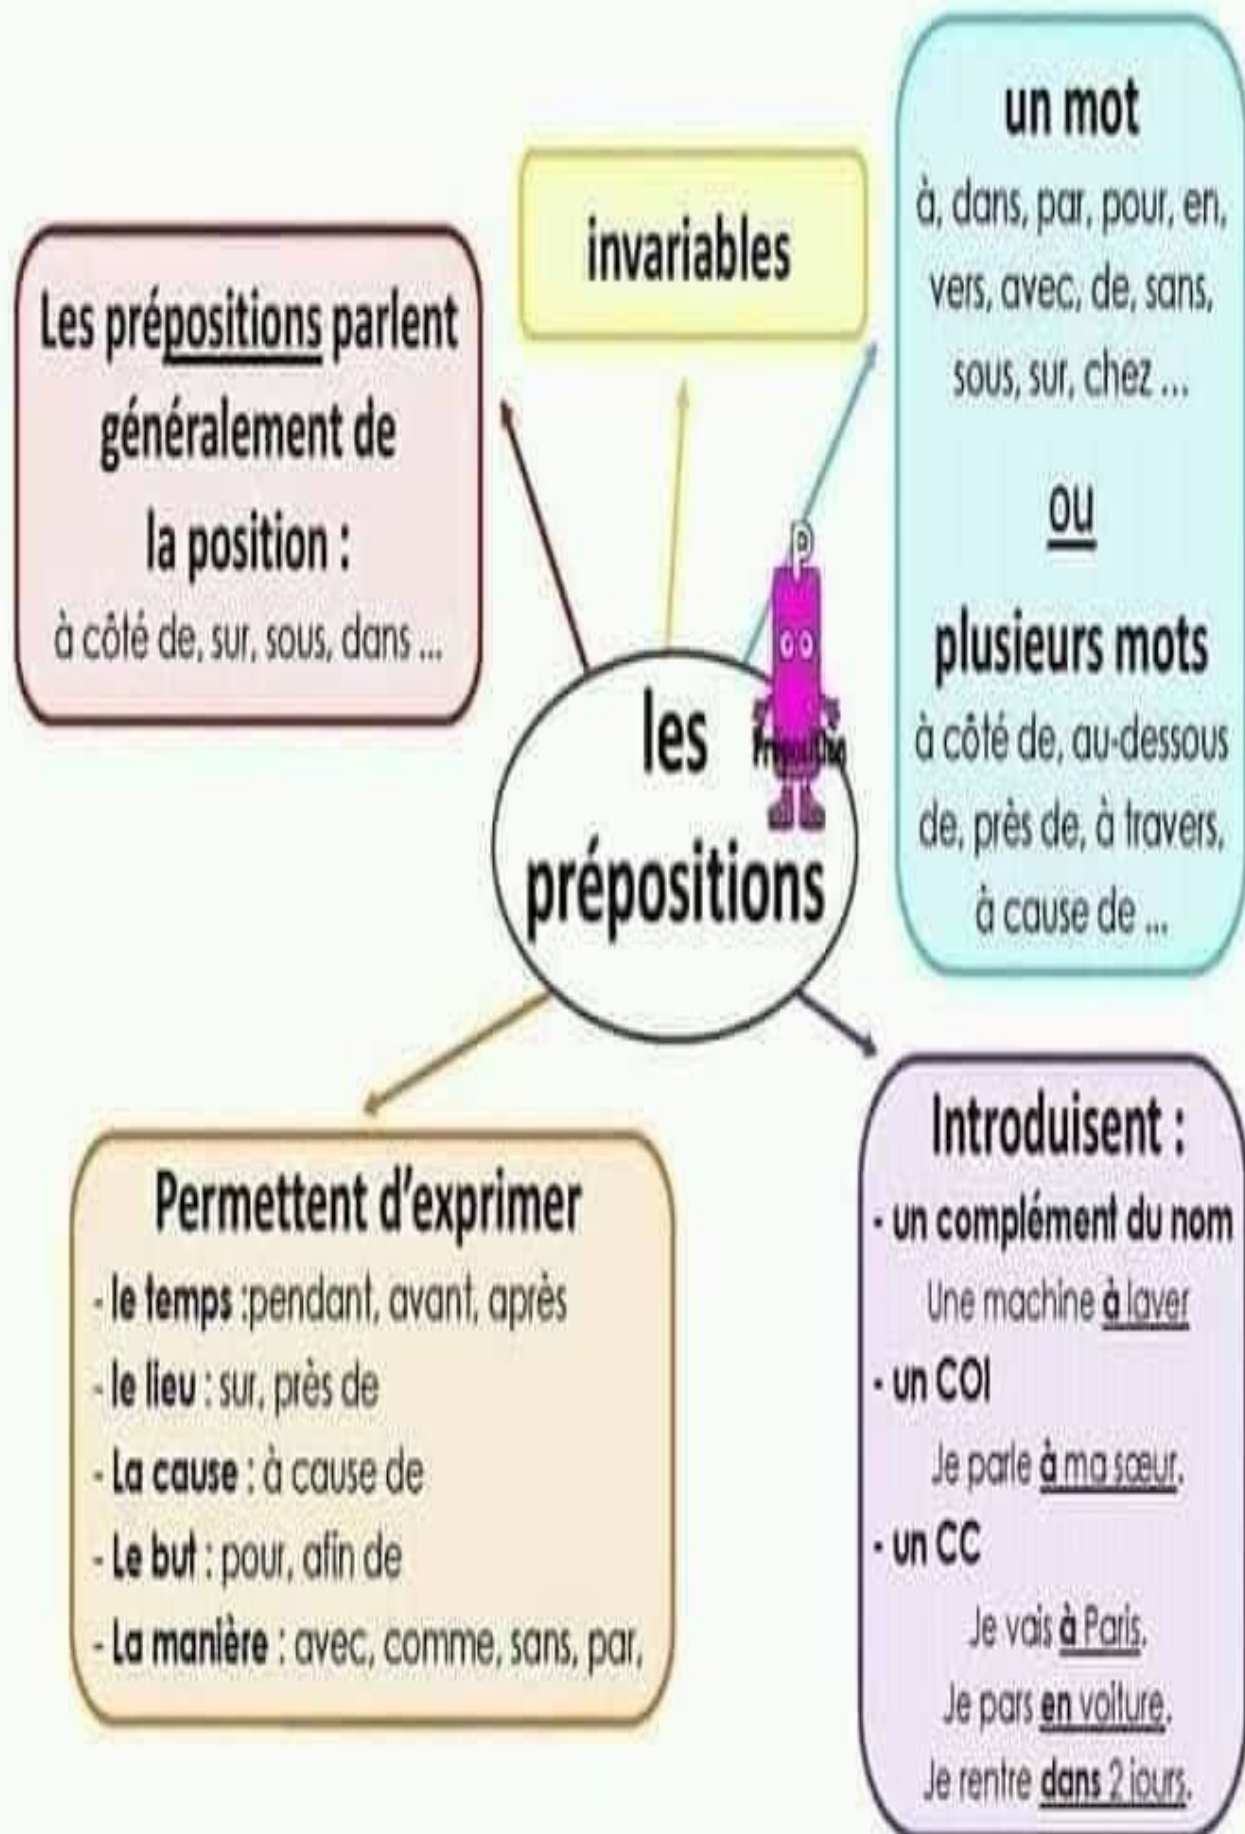 Les prépositions parlent
généralement de
la position :
à côté de, sur, sous, dans ...
invariables
un mot
à, dans, par, pour, en,
vers, avec, de, sans,
sous, sur, chez ...
ou
plusieurs mots
à côté de, au-dessous
de, près de, à travers,
à cause de ...
P
les
prépositions
Permettent d'exprimer
- le temps :pendant, avant, après
- le lieu : sur, près de
- La cause : à cause de
- Le but : pour, afin de
- La manière : avec, comme, sans, par,
Introduisent :
- un complément du nom
Une machine à laver
- un COI
Je parle à ma sœur.
- un CC
Je vais à Paris.
Je pars en voiture.
Je rentre dans 2 jours.